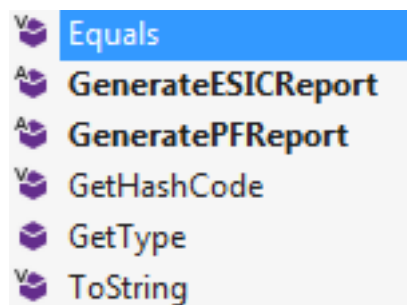 V Equals
A GenerateESICReport
A GeneratePFReport
V GetHashCode
GetType
V ToString